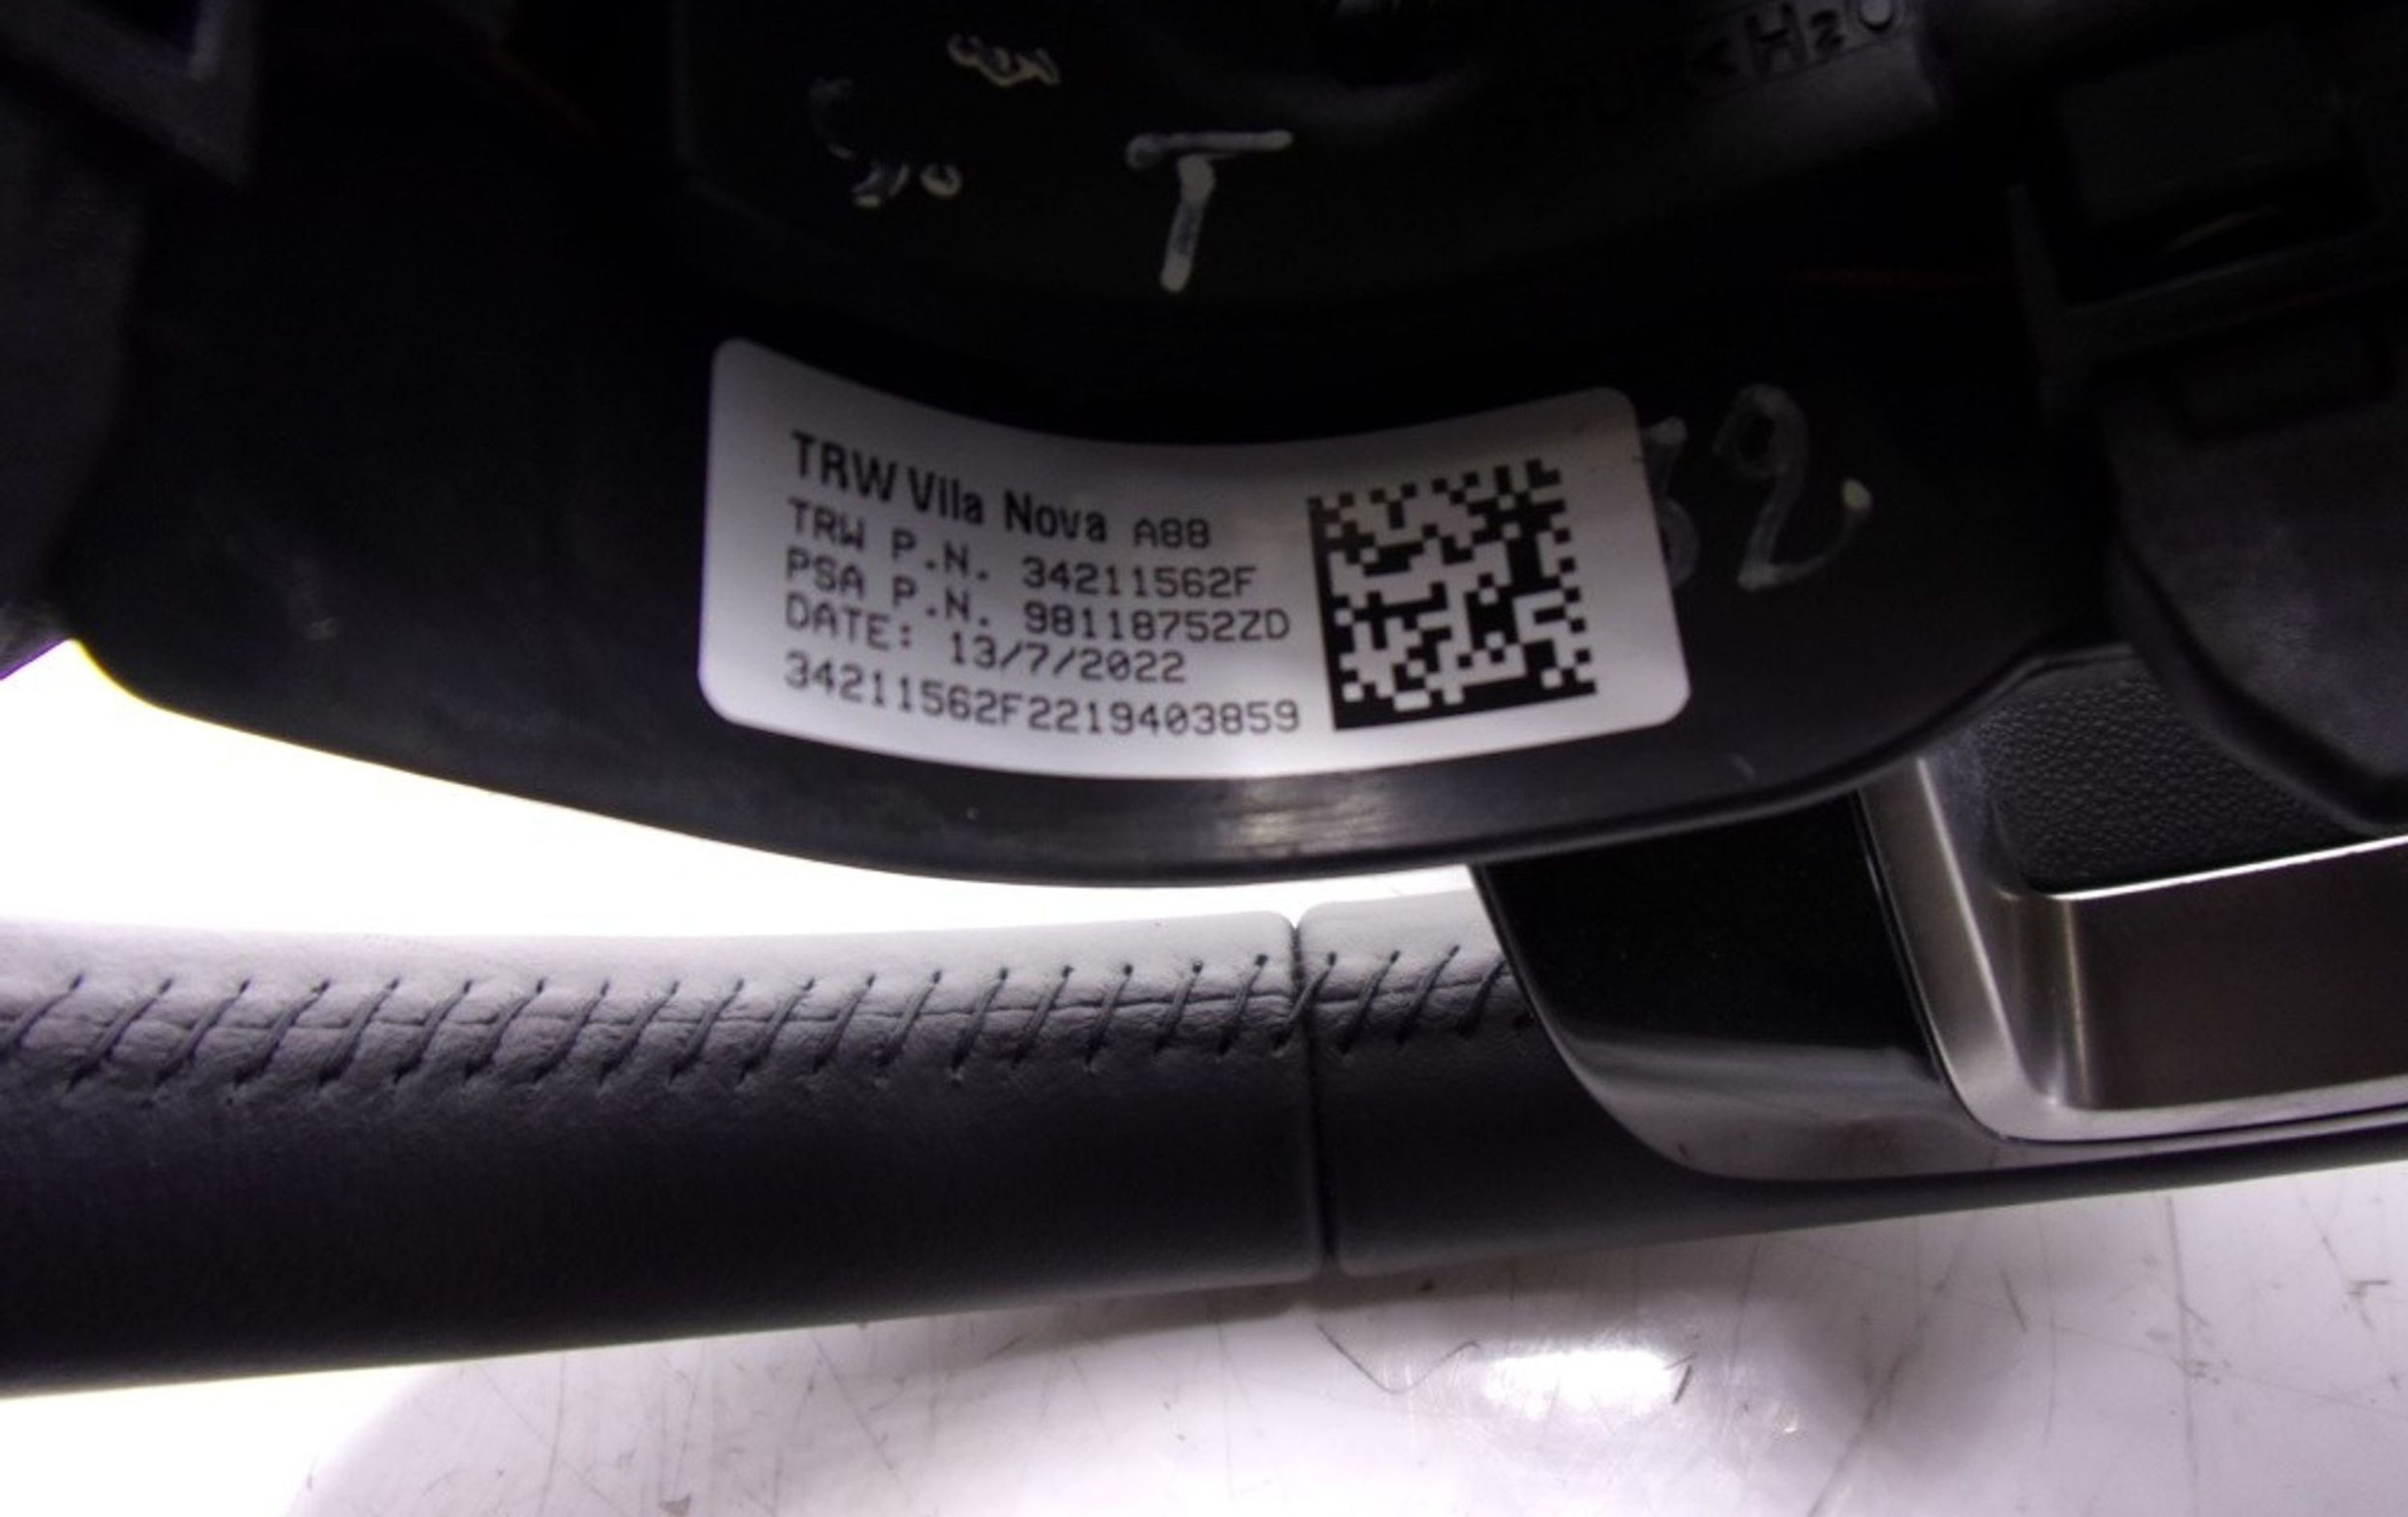 T
TRW Vila Nova A88
TRW P.N. 34211562F
PSA P.N. 98118752ZD
DATE: 13/7/2022
34211562F2219403859